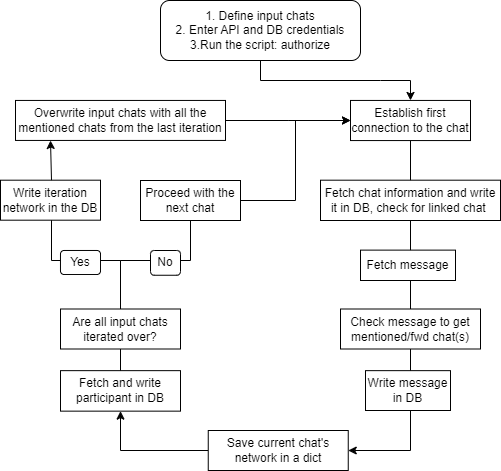 1. Define input chats
2. Enter API and DB credentials
3.Run the script: authorize
Overwrite input chats with all the
mentioned chats from the last iteration
Establish first
connection to the chat
Write iteration
network in the DB
Proceed with the
next chat
Fetch chat information and write
it in DB, check for linked chat
Yes
No
Fetch message
Are all input chats
iterated over?
Check message to get
mentioned/fwd chat(s)
Fetch and write
participant in DB
Write message
in DB
Save current chat's
network in a dict